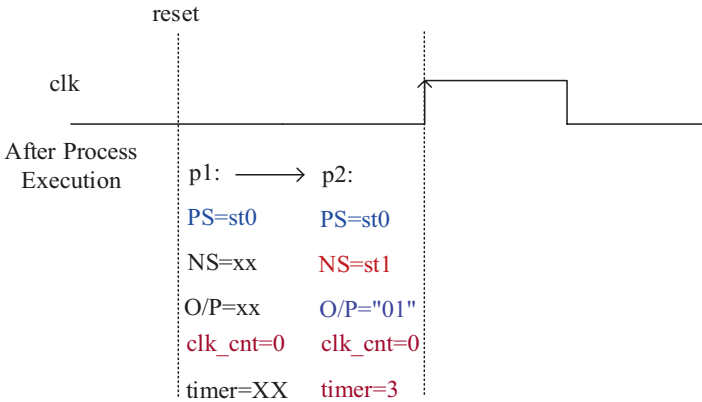 reset
clk
After Process
Execution
p1: p2:
PS=st0 PS=st0
NS=xx NS=st1
O/P=xx O/P="01"
clk_cnt=0 clk_cnt=0
timer=XX timer=3